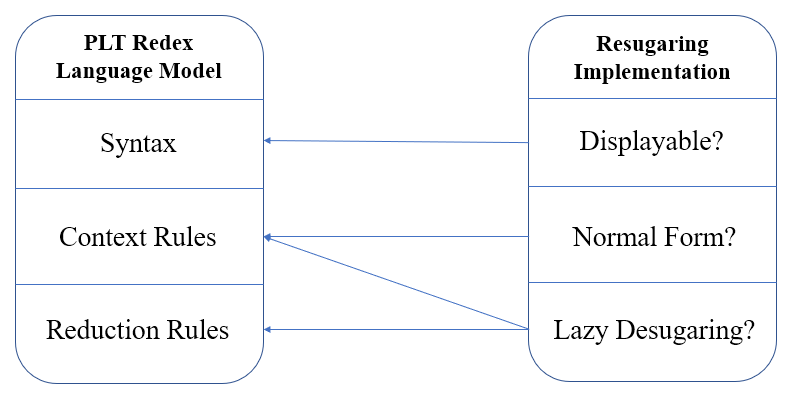 PLT Redex
Language Model
Syntax
Context Rules
Reduction Rules
Resugaring
Implementation
Displayable?
Normal Form?
Lazy Desugaring?